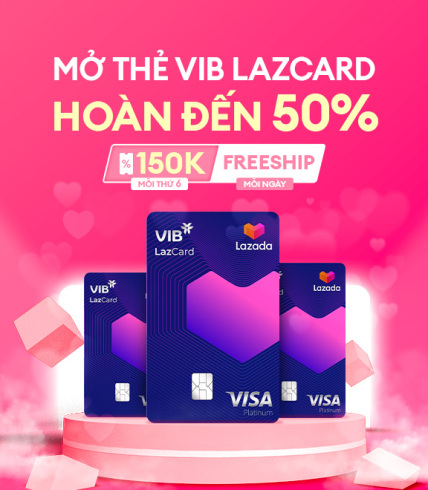 MỞ THẺ VIB LAZCARD
HOÀN ĐẾN 50%
% 150K FREESHIP
MỖI THỨ 6 MỖI NGÀY
VIB
LazCard
Lazada
VISA
Platinum
VIB
LazCard
Lazada
VISA
Platinum